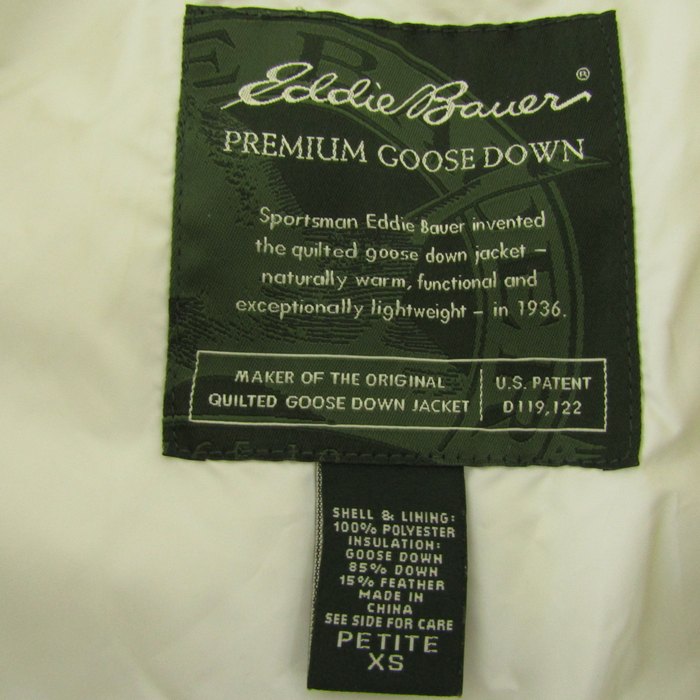 Eddie Bauer®
PREMIUM GOOSE DOWN
Sportsman Eddie Bauer invented
the quilted goose down jacket –
naturally warm, functional and
exceptionally lightweight – in 1936.
MAKER OF THE ORIGINAL
QUILTED GOOSE DOWN JACKET
U.S. PATENT
D119,122
SHELL & LINING:
100% POLYESTER
INSULATION:
GOOSE DOWN
85% DOWN
15% FEATHER
MADE IN
CHINA
SEE SIDE FOR CARE
PETITE
XS